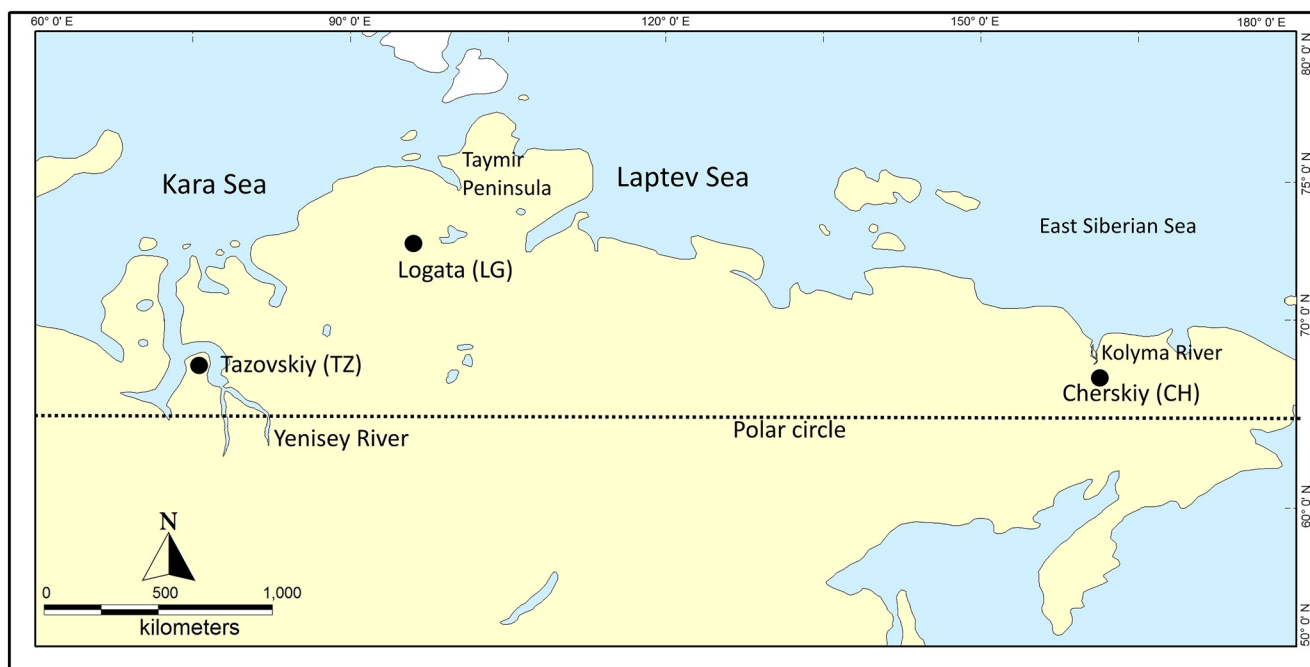 60° 0' E
90° 0' E
120° 0' E
150° 0' E
180° 0' E
80° 0' N
Taymir
Peninsula
Kara Sea
Laptev Sea
75° 0' N
East Siberian Sea
Logata (LG)
70° 0' N
Kolyma River
Tazovskiy (TZ)
Cherskiy (CH)
Polar circle
Yenisey River
60° 0' N
N
0
500
1,000
kilometers
50° 0' N